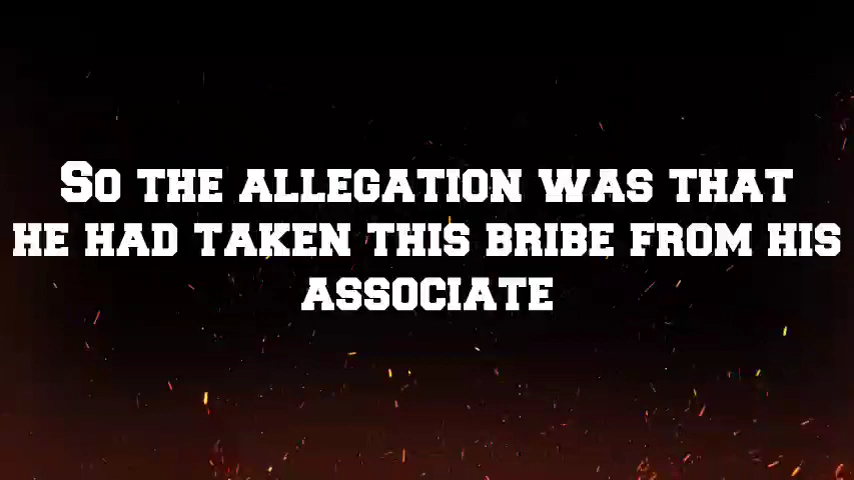 So the allegation was that
he had taken this bribe from his
associate